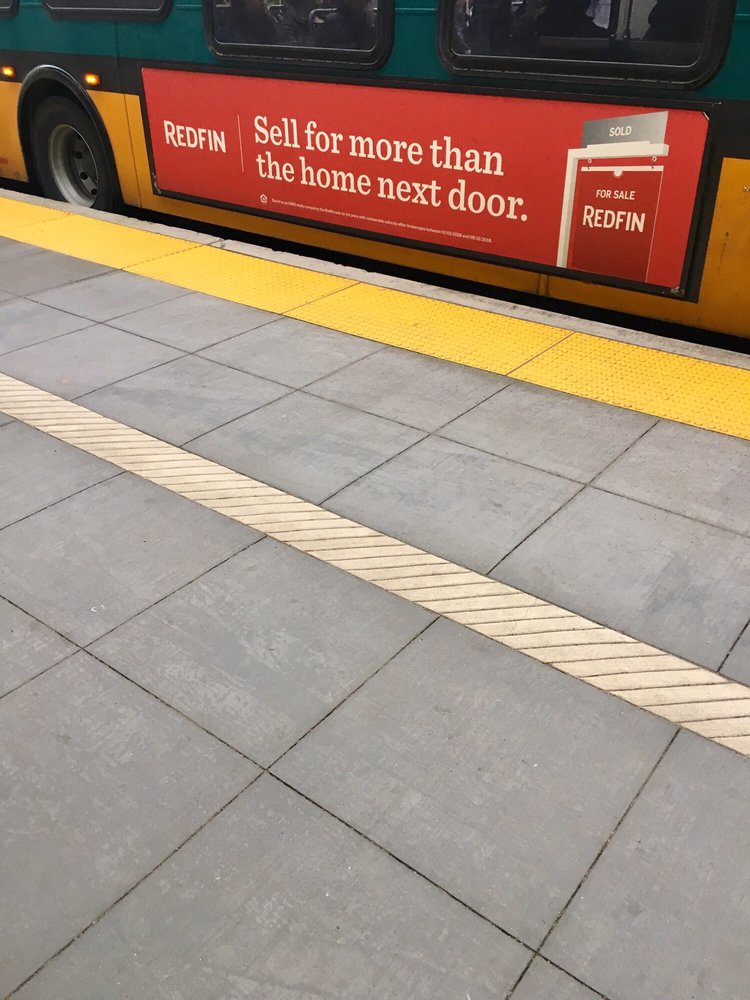 REDFIN
Sell for more than
the home next door.
SOLD
FOR SALE
REDFIN